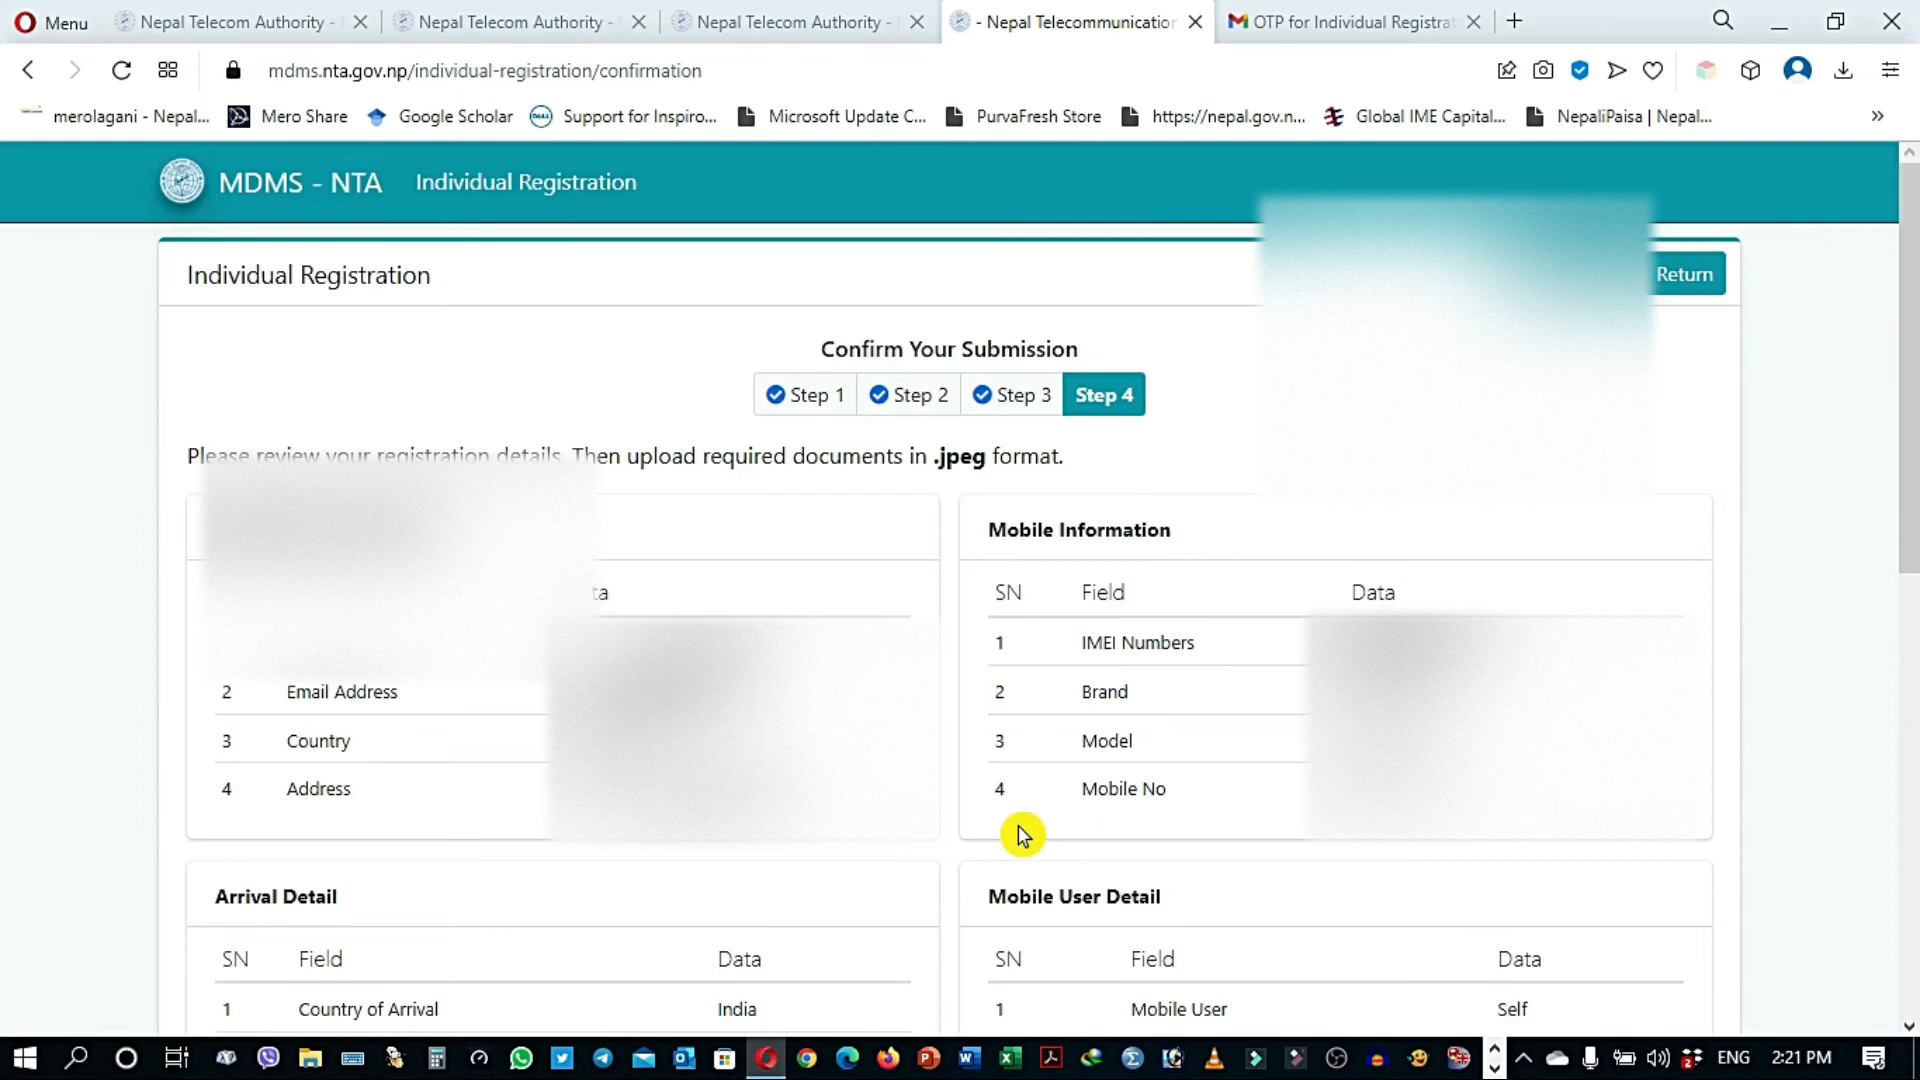 Menu
Nepal Telecom Authority -
Nepal Telecom Authority -
Nepal Telecom Authority -
- Nepal Telecommunication
OTP for Individual Registra
mdms.nta.gov.np/individual-registration/confirmation
merolagani - Nepal...
Mero Share
Google Scholar
Support for Inspiro...
Microsoft Update C...
PurvaFresh Store
https://nepal.gov.n...
Global IME Capital...
NepaliPaisa | Nepal...
MDMS - NTA
Individual Registration
Individual Registration
Return
Confirm Your Submission
Step 1
Step 2
Step 3
Step 4
Please review your registration details. Then upload required documents in .jpeg format.
ta
2 Email Address
3 Country
4 Address
Mobile Information
SN Field Data
1 IMEI Numbers
2 Brand
3 Model
4 Mobile No
Arrival Detail
SN Field Data
1 Country of Arrival India
Mobile User Detail
SN Field Data
1 Mobile User Self
ENG
2:21 PM